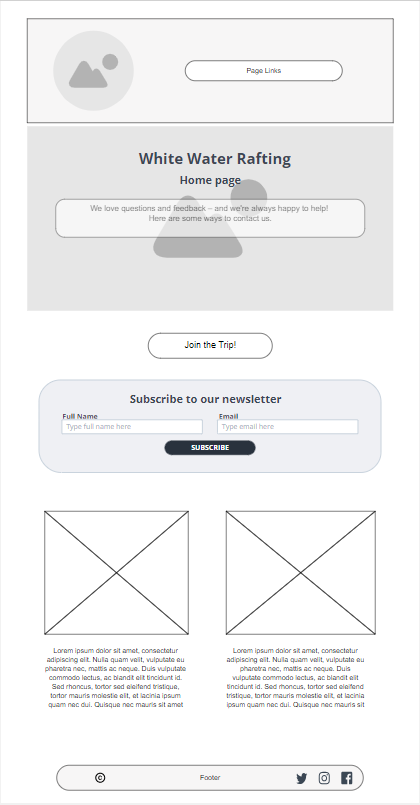 Page Links
White Water Rafting
Home page
We love questions and feedback – and we're always happy to help!
Here are some ways to contact us.
Join the Trip!
Subscribe to our newsletter
Full Name
Email
Type full name here
Type email here
SUBSCRIBE
Lorem ipsum dolor sit amet, consectetur
adipiscing elit. Nulla quam velit, vulputate eu
pharetra nec, mattis ac neque. Duis vulputate
commodo lectus, ac blandit elit tincidunt id.
Sed rhoncus, tortor sed eleifend tristique,
tortor mauris molestie elit, et lacinia ipsum
quam nec dui. Quisque nec mauris sit amet
Lorem ipsum dolor sit amet, consectetur
adipiscing elit. Nulla quam velit, vulputate eu
pharetra nec, mattis ac neque. Duis
vulputate commodo lectus, ac blandit elit
tincidunt id. Sed rhoncus, tortor sed eleifend
tristique, tortor mauris molestie elit, et lacinia
ipsum quam nec dui. Quisque nec mauris sit
© Footer